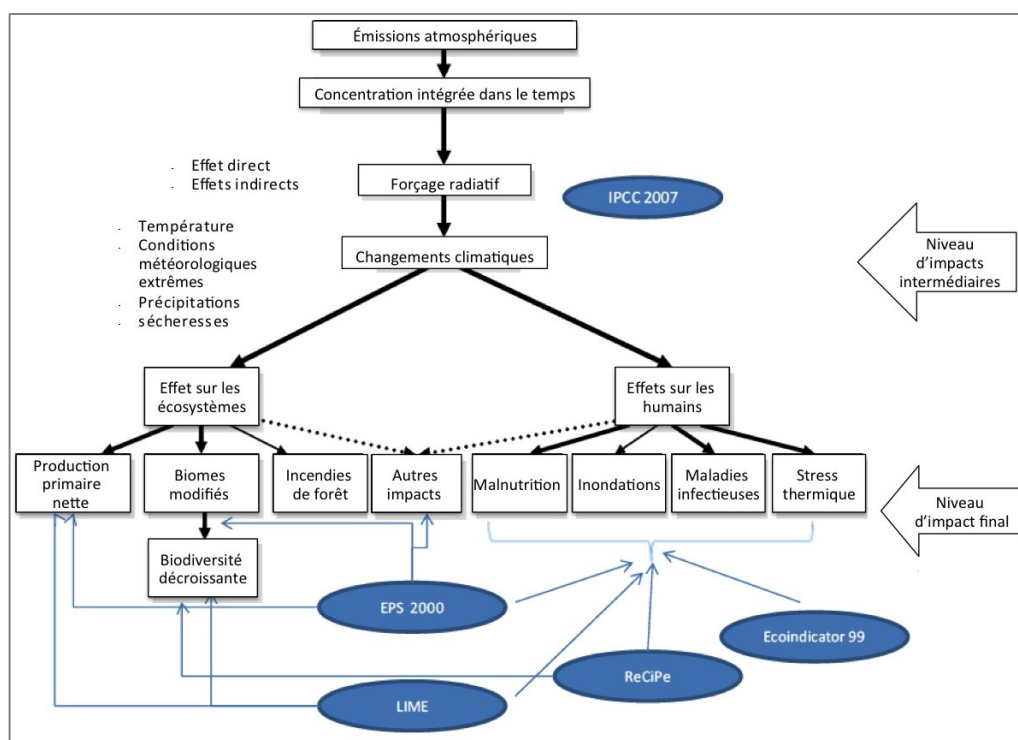 Émissions atmosphériques
Concentration intégrée dans le temps
- Effet direct
- Effets indirects
Forçage radiatif
IPCC 2007
- Température
- Conditions
météorologiques
extrêmes
- Précipitations
- sécheresses
Changements climatiques
Niveau
d'impacts
intermédiaires
Effet sur les
écosystèmes
Effets sur les
humains
Production
primaire
nette
Biomes
modifiés
Incendies
de forêt
Autres
impacts
Malnutrition
Inondations
Maladies
infectieuses
Stress
thermique
Niveau
d'impact final
Biodiversité
décroissante
EPS 2000
Ecoindicator 99
ReCiPe
LIME